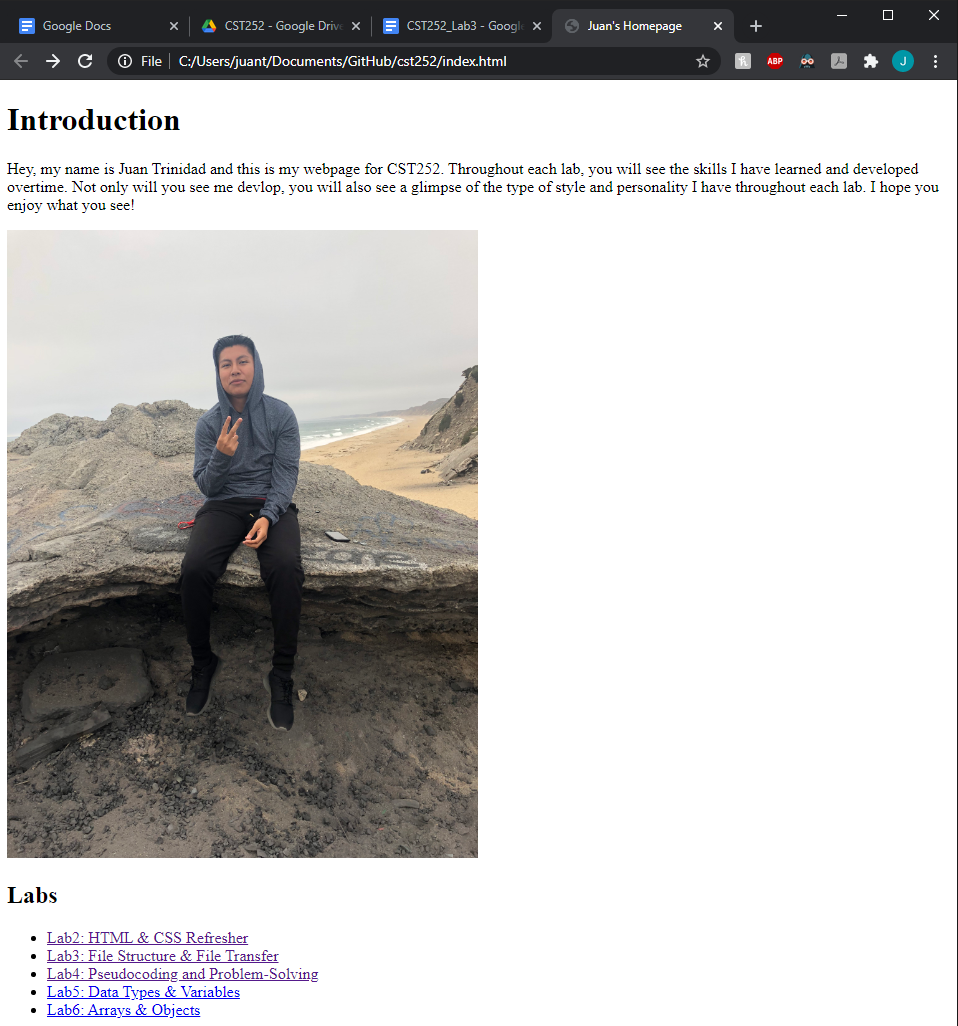 Google Docs
CST252 - Google Drive
CST252_Lab3 - Google
Juan's Homepage
File
C:/Users/juant/Documents/GitHub/cst252/index.html
ABP
J
Introduction
Hey, my name is Juan Trinidad and this is my webpage for CST252. Throughout each lab, you will see the skills I have learned and developed
overtime. Not only will you see me devlop, you will also see a glimpse of the type of style and personality I have throughout each lab. I hope you
enjoy what you see!
Labs
Lab2: HTML & CSS Refresher
Lab3: File Structure & File Transfer
Lab4: Pseudocoding and Problem-Solving
Lab5: Data Types & Variables
Lab6: Arrays & Objects